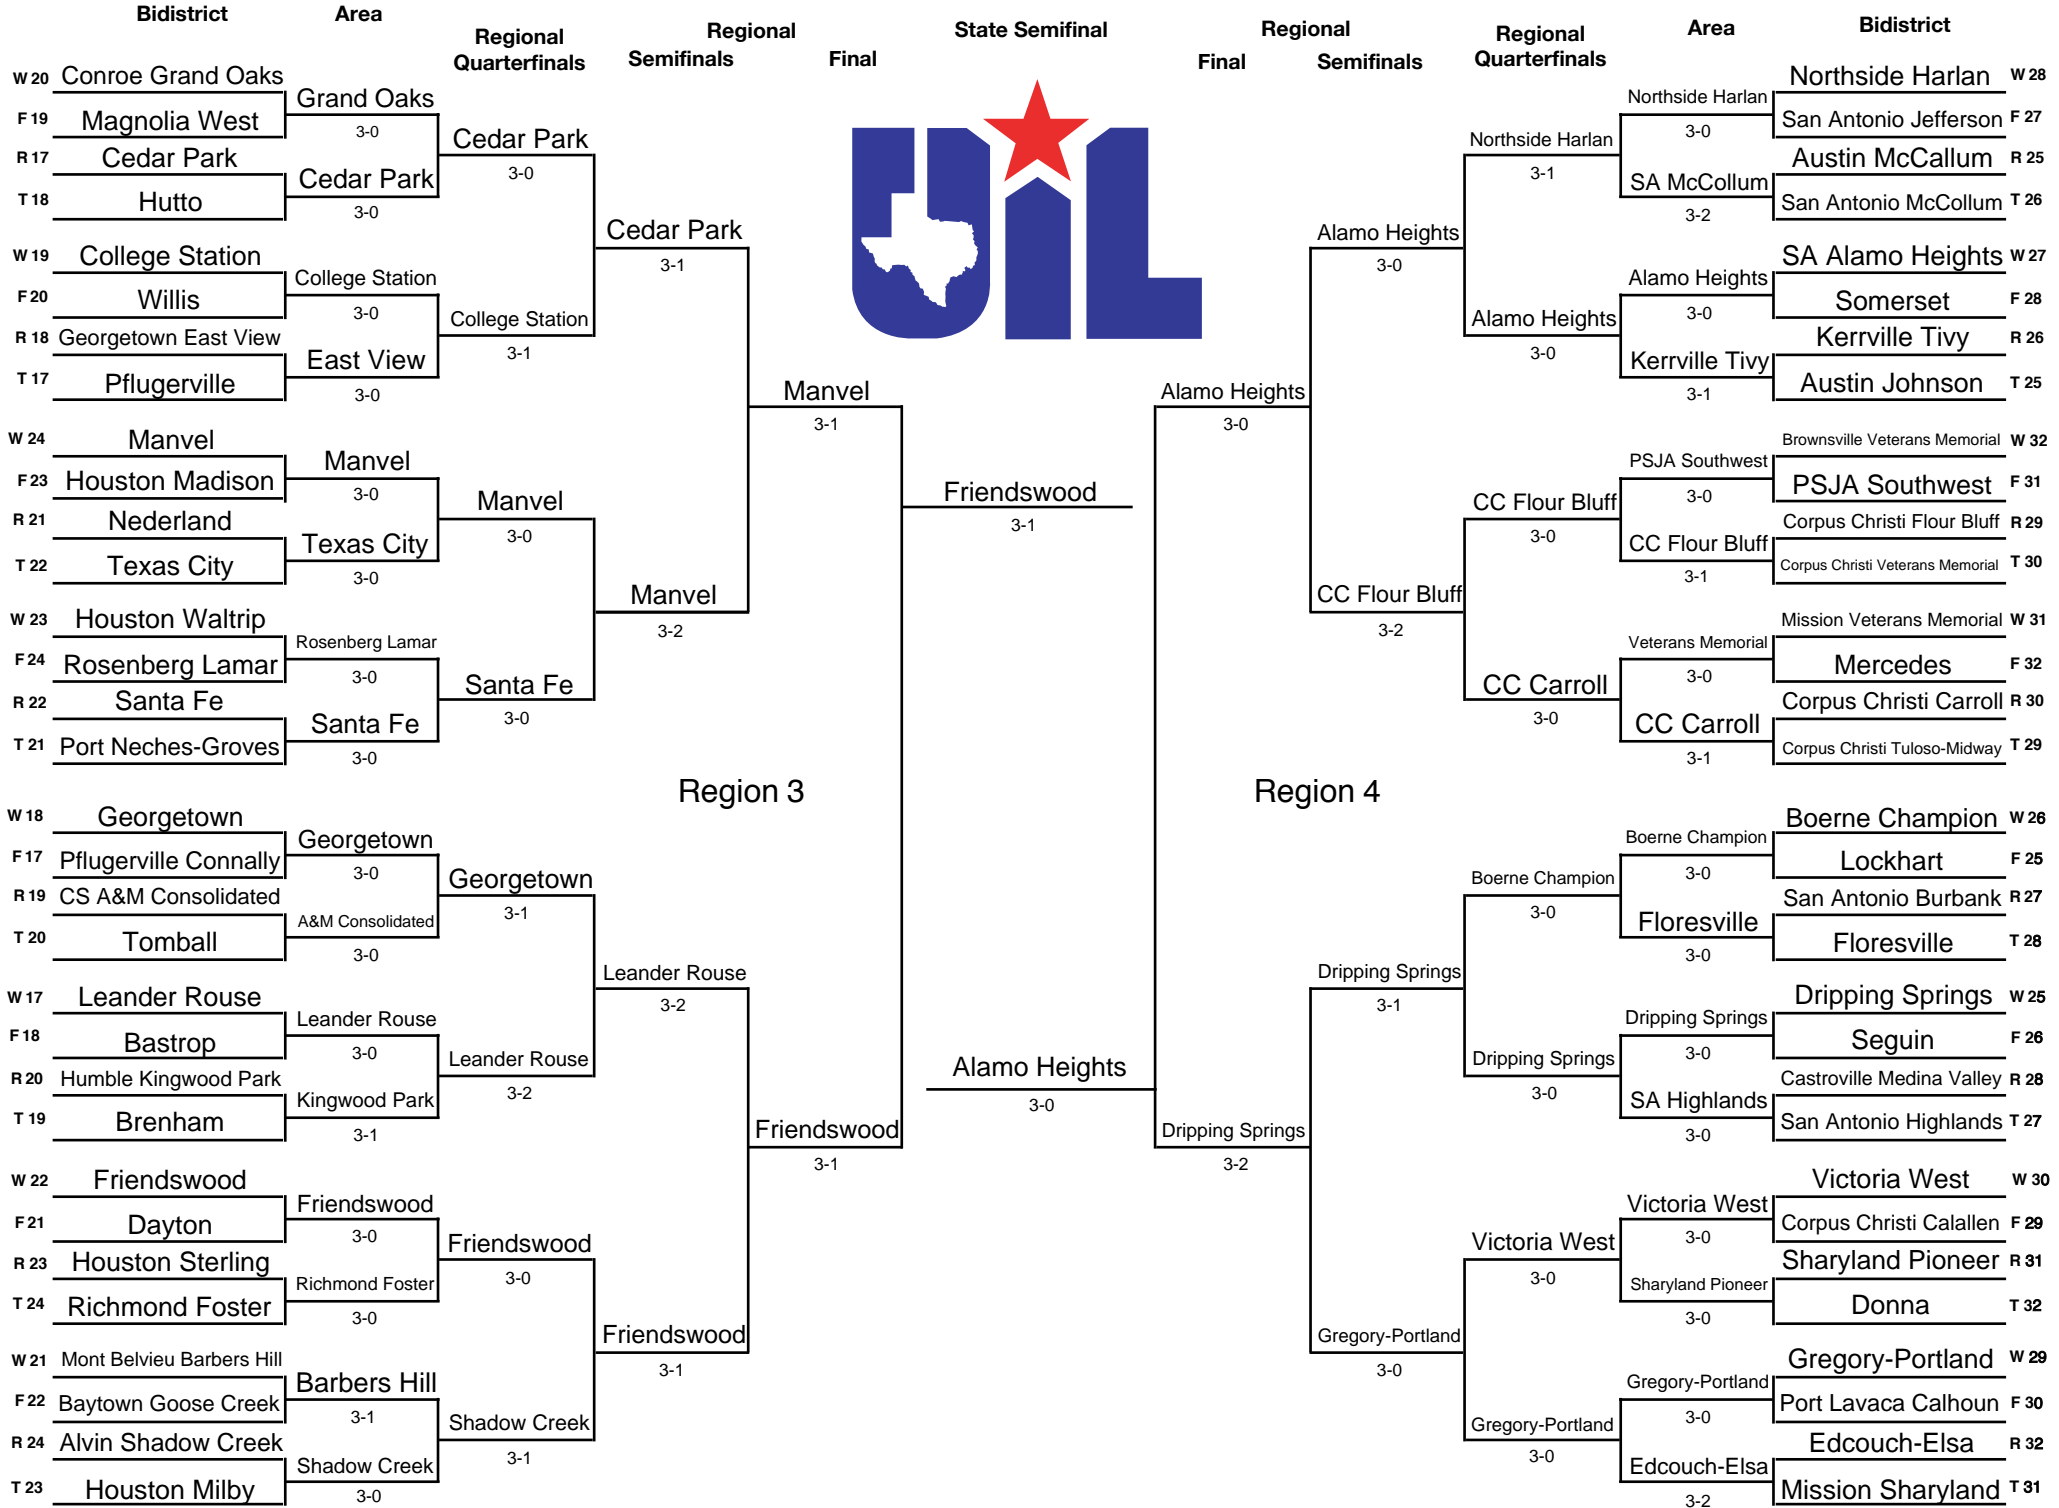 Bidistrict
Area
Regional
Quarterfinals
Regional
Semifinals
Final
State Semifinal
Regional
Final
Semifinals
Regional
Quarterfinals
Area
Bidistrict
W 20 Conroe Grand Oaks
F 19 Magnolia West
R 17 Cedar Park
T 18 Hutto
W 19 College Station
F 20 Willis
R 18 Georgetown East View
T 17 Pflugerville
W 24 Manvel
F 23 Houston Madison
R 21 Nederland
T 22 Texas City
W 23 Houston Waltrip
F 24 Rosenberg Lamar
R 22 Santa Fe
T 21 Port Neches-Groves
W 18 Georgetown
F 17 Pflugerville Connally
R 19 CS A&M Consolidated
T 20 Tomball
W 17 Leander Rouse
F 18 Bastrop
R 20 Humble Kingwood Park
T 19 Brenham
W 22 Friendswood
F 21 Dayton
R 23 Houston Sterling
T 24 Richmond Foster
W 21 Mont Belvieu Barbers Hill
F 22 Baytown Goose Creek
R 24 Alvin Shadow Creek
T 23 Houston Milby
Grand Oaks
3-0
Cedar Park
3-0
College Station
3-0
East View
3-0
Manvel
3-0
Texas City
3-0
Rosenberg Lamar
3-0
Santa Fe
3-0
Georgetown
3-0
A&M Consolidated
3-0
Leander Rouse
3-0
Kingwood Park
3-1
Friendswood
3-0
Richmond Foster
3-0
Barbers Hill
3-1
Shadow Creek
3-0
Cedar Park
3-0
College Station
3-1
Manvel
3-0
Santa Fe
3-0
Georgetown
3-1
Leander Rouse
3-2
Friendswood
3-0
Shadow Creek
3-1
Cedar Park
3-1
Manvel
3-2
Leander Rouse
3-2
Friendswood
3-1
Manvel
3-1
Friendswood
3-1
Region 3
UIL
Friendswood
3-1
Alamo Heights
3-0
Region 4
Alamo Heights
3-0
Dripping Springs
3-2
Alamo Heights
3-0
CC Flour Bluff
3-2
Dripping Springs
3-1
Gregory-Portland
3-0
Northside Harlan
3-1
Alamo Heights
3-0
CC Flour Bluff
3-0
CC Carroll
3-0
Boerne Champion
3-0
Dripping Springs
3-0
Victoria West
3-0
Gregory-Portland
3-0
Northside Harlan
3-0
SA McCollum
3-2
Alamo Heights
3-0
Kerrville Tivy
3-1
PSJA Southwest
3-0
CC Flour Bluff
3-1
Veterans Memorial
3-0
CC Carroll
3-1
Boerne Champion
3-0
Floresville
3-0
Dripping Springs
3-0
SA Highlands
3-0
Victoria West
3-0
Sharyland Pioneer
3-0
Gregory-Portland
3-0
Edcouch-Elsa
3-2
Northside Harlan W 28
San Antonio Jefferson F 27
Austin McCallum R 25
San Antonio McCollum T 26
SA Alamo Heights W 27
Somerset F 28
Kerrville Tivy R 26
Austin Johnson T 25
Brownsville Veterans Memorial W 32
PSJA Southwest F 31
Corpus Christi Flour Bluff R 29
Corpus Christi Veterans Memorial T 30
Mission Veterans Memorial W 31
Mercedes F 32
Corpus Christi Carroll R 30
Corpus Christi Tuloso-Midway T 29
Boerne Champion W 26
Lockhart F 25
San Antonio Burbank R 27
Floresville T 28
Dripping Springs W 25
Seguin F 26
Castroville Medina Valley R 28
San Antonio Highlands T 27
Victoria West W 30
Corpus Christi Calallen F 29
Sharyland Pioneer R 31
Donna T 32
Gregory-Portland W 29
Port Lavaca Calhoun F 30
Edcouch-Elsa R 32
Mission Sharyland T 31